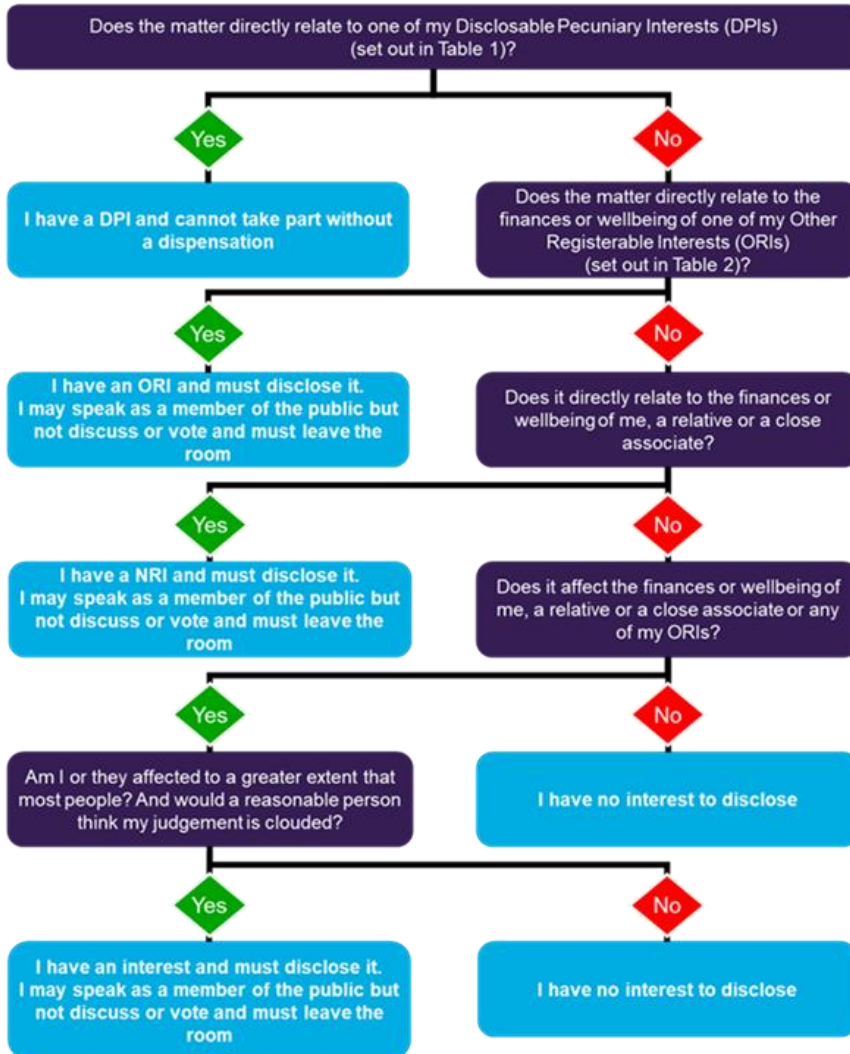 Does the matter directly relate to one of my Disclosable Pecuniary Interests (DPIs)
(set out in Table 1)?
Yes
No
I have a DPI and cannot take part without
a dispensation
Does the matter directly relate to the
finances or wellbeing of one of my Other
Registerable Interests (ORIs)
(set out in Table 2)?
Yes
No
I have an ORI and must disclose it.
I may speak as a member of the public but
not discuss or vote and must leave the
room
Does it directly relate to the finances or
wellbeing of me, a relative or a close
associate?
Yes
No
I have a NRI and must disclose it.
I may speak as a member of the public but
not discuss or vote and must leave the
room
Does it affect the finances or wellbeing of
me, a relative or a close associate or any
of my ORIs?
Yes
No
Am I or they affected to a greater extent that
most people? And would a reasonable person
think my judgement is clouded?
I have no interest to disclose
Yes
No
I have an interest and must disclose it.
I may speak as a member of the public but
not discuss or vote and must leave the
room
I have no interest to disclose